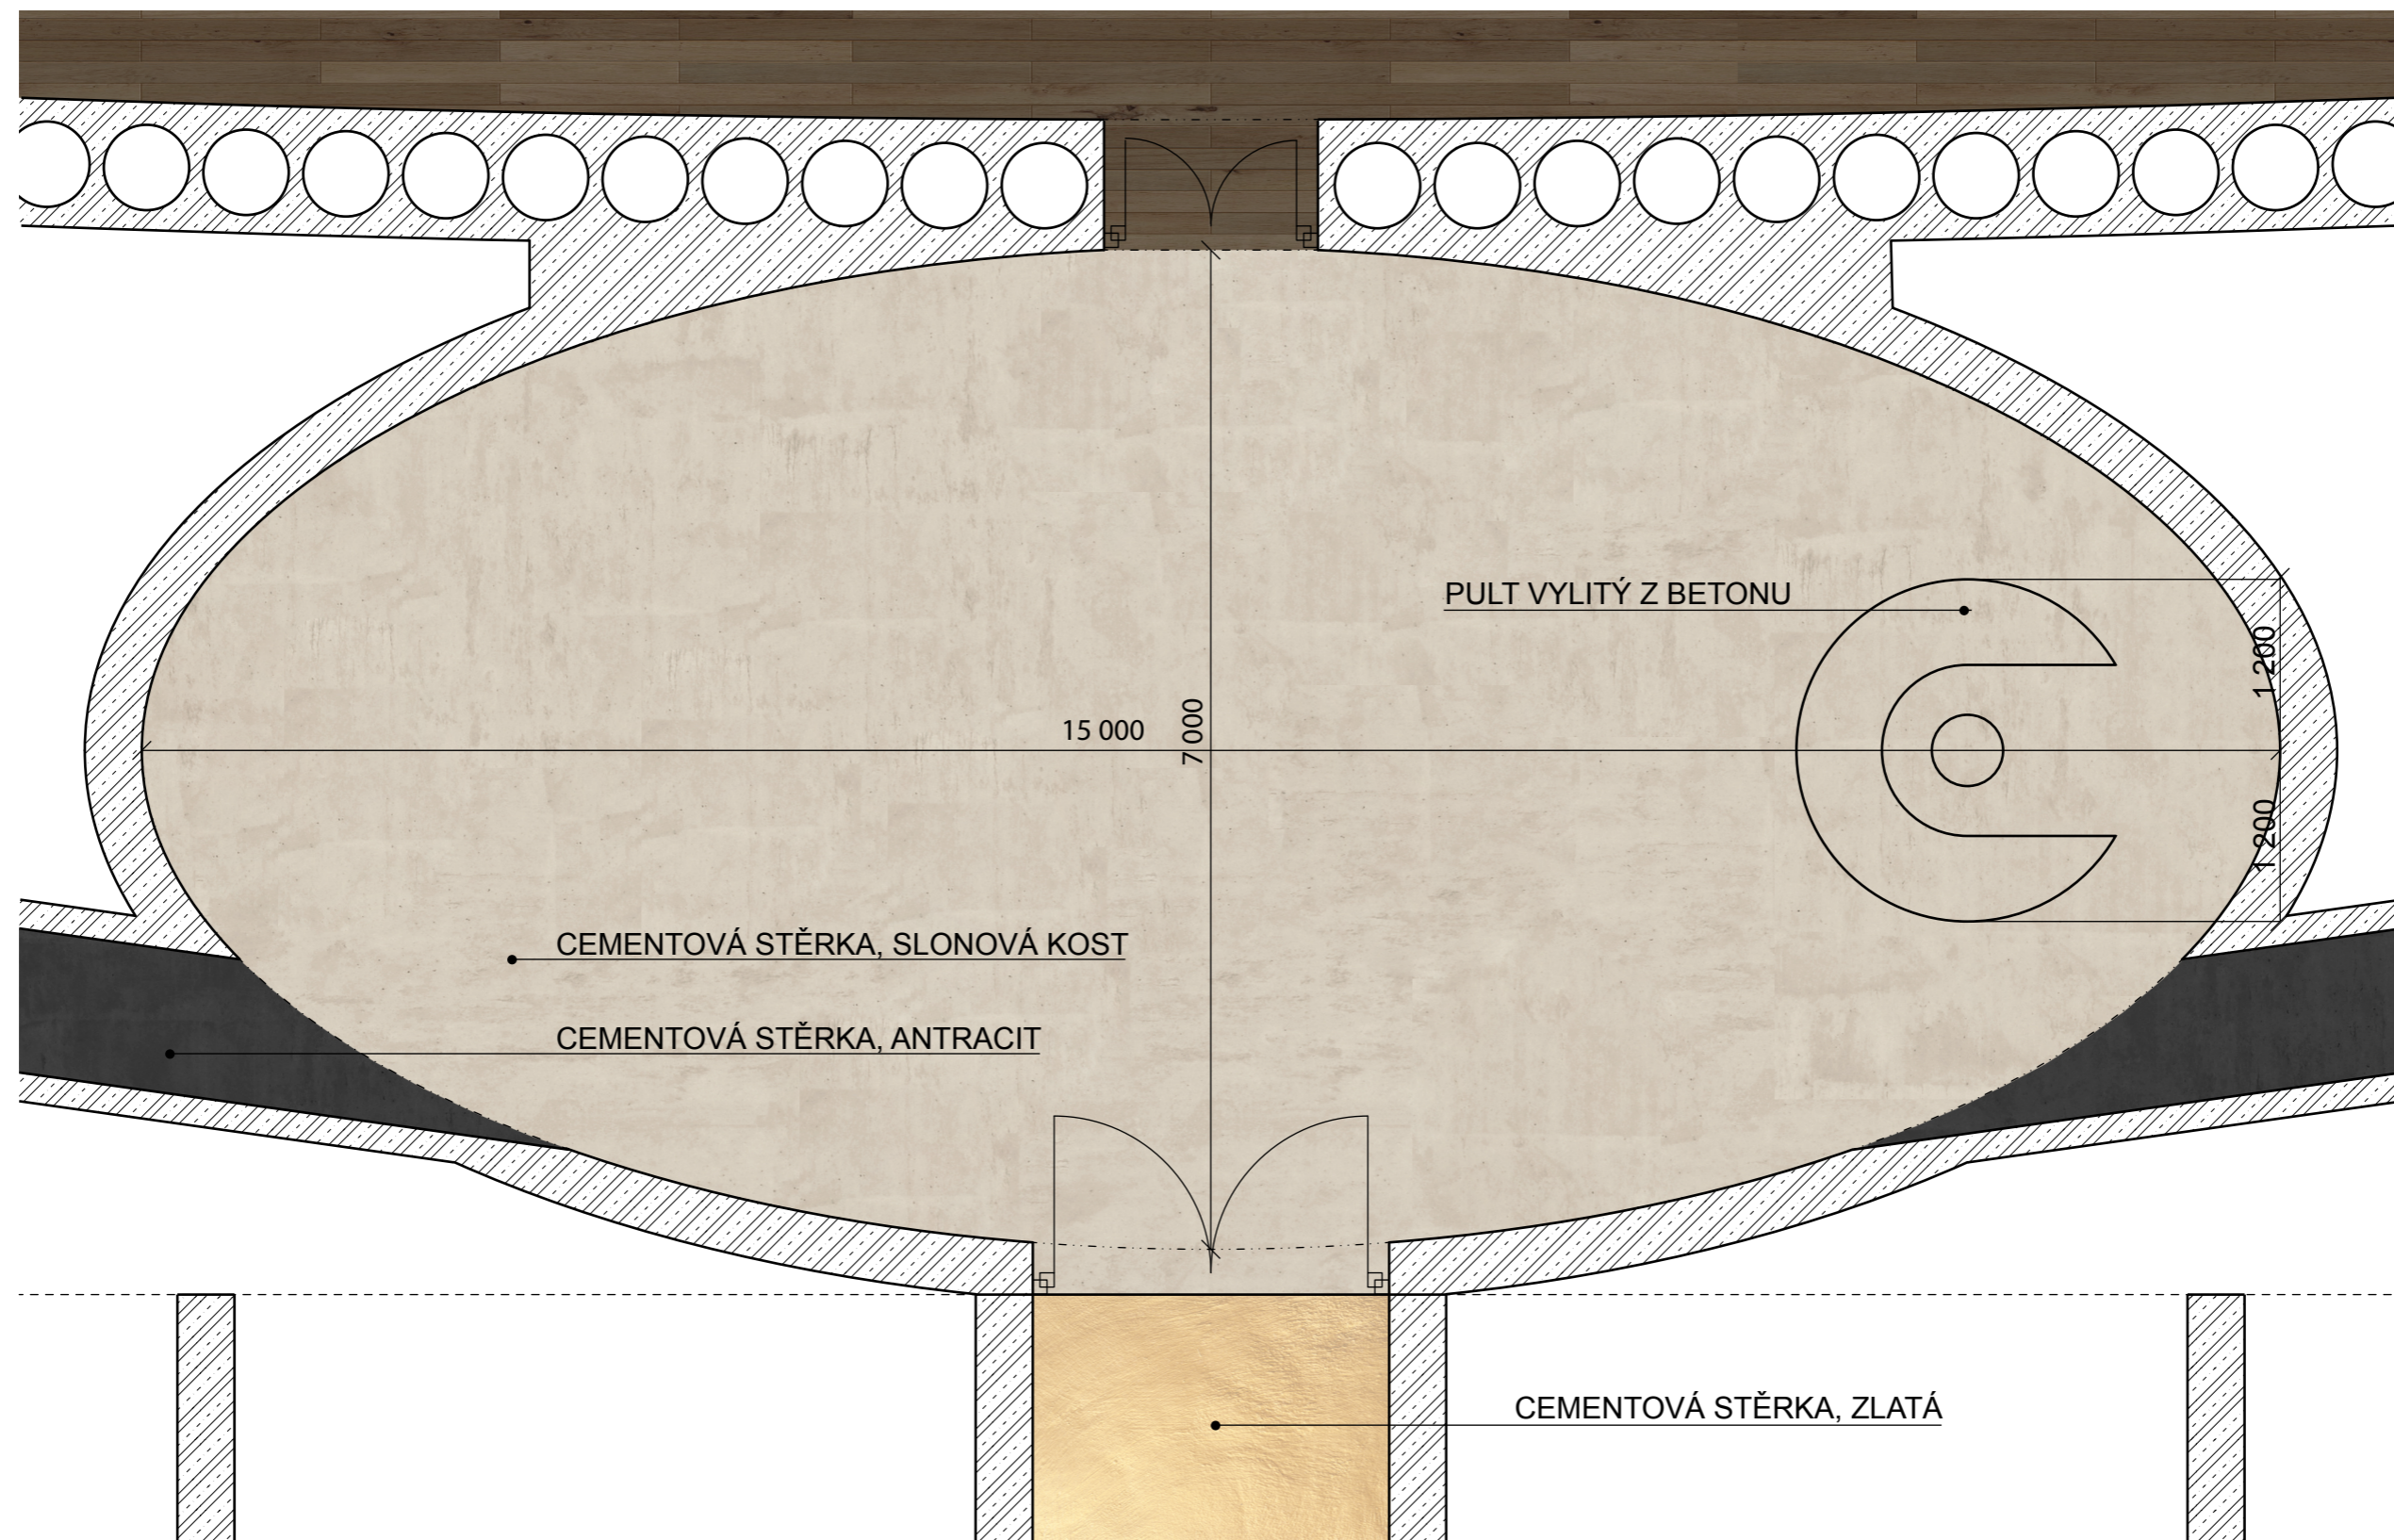 PULT VYLITÝ Z BETONU
1 200
15 000
7 000
1 200
CEMENTOVÁ STĚRKA, SLONOVÁ KOST
CEMENTOVÁ STĚRKA, ANTRACIT
CEMENTOVÁ STĚRKA, ZLATÁ